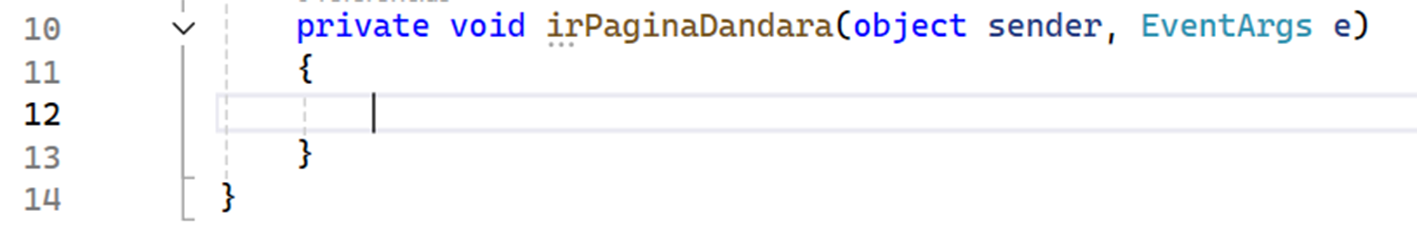 10 private void irPaginaDandara(object sender, EventArgs e)
11 {
12
13 }
14 }